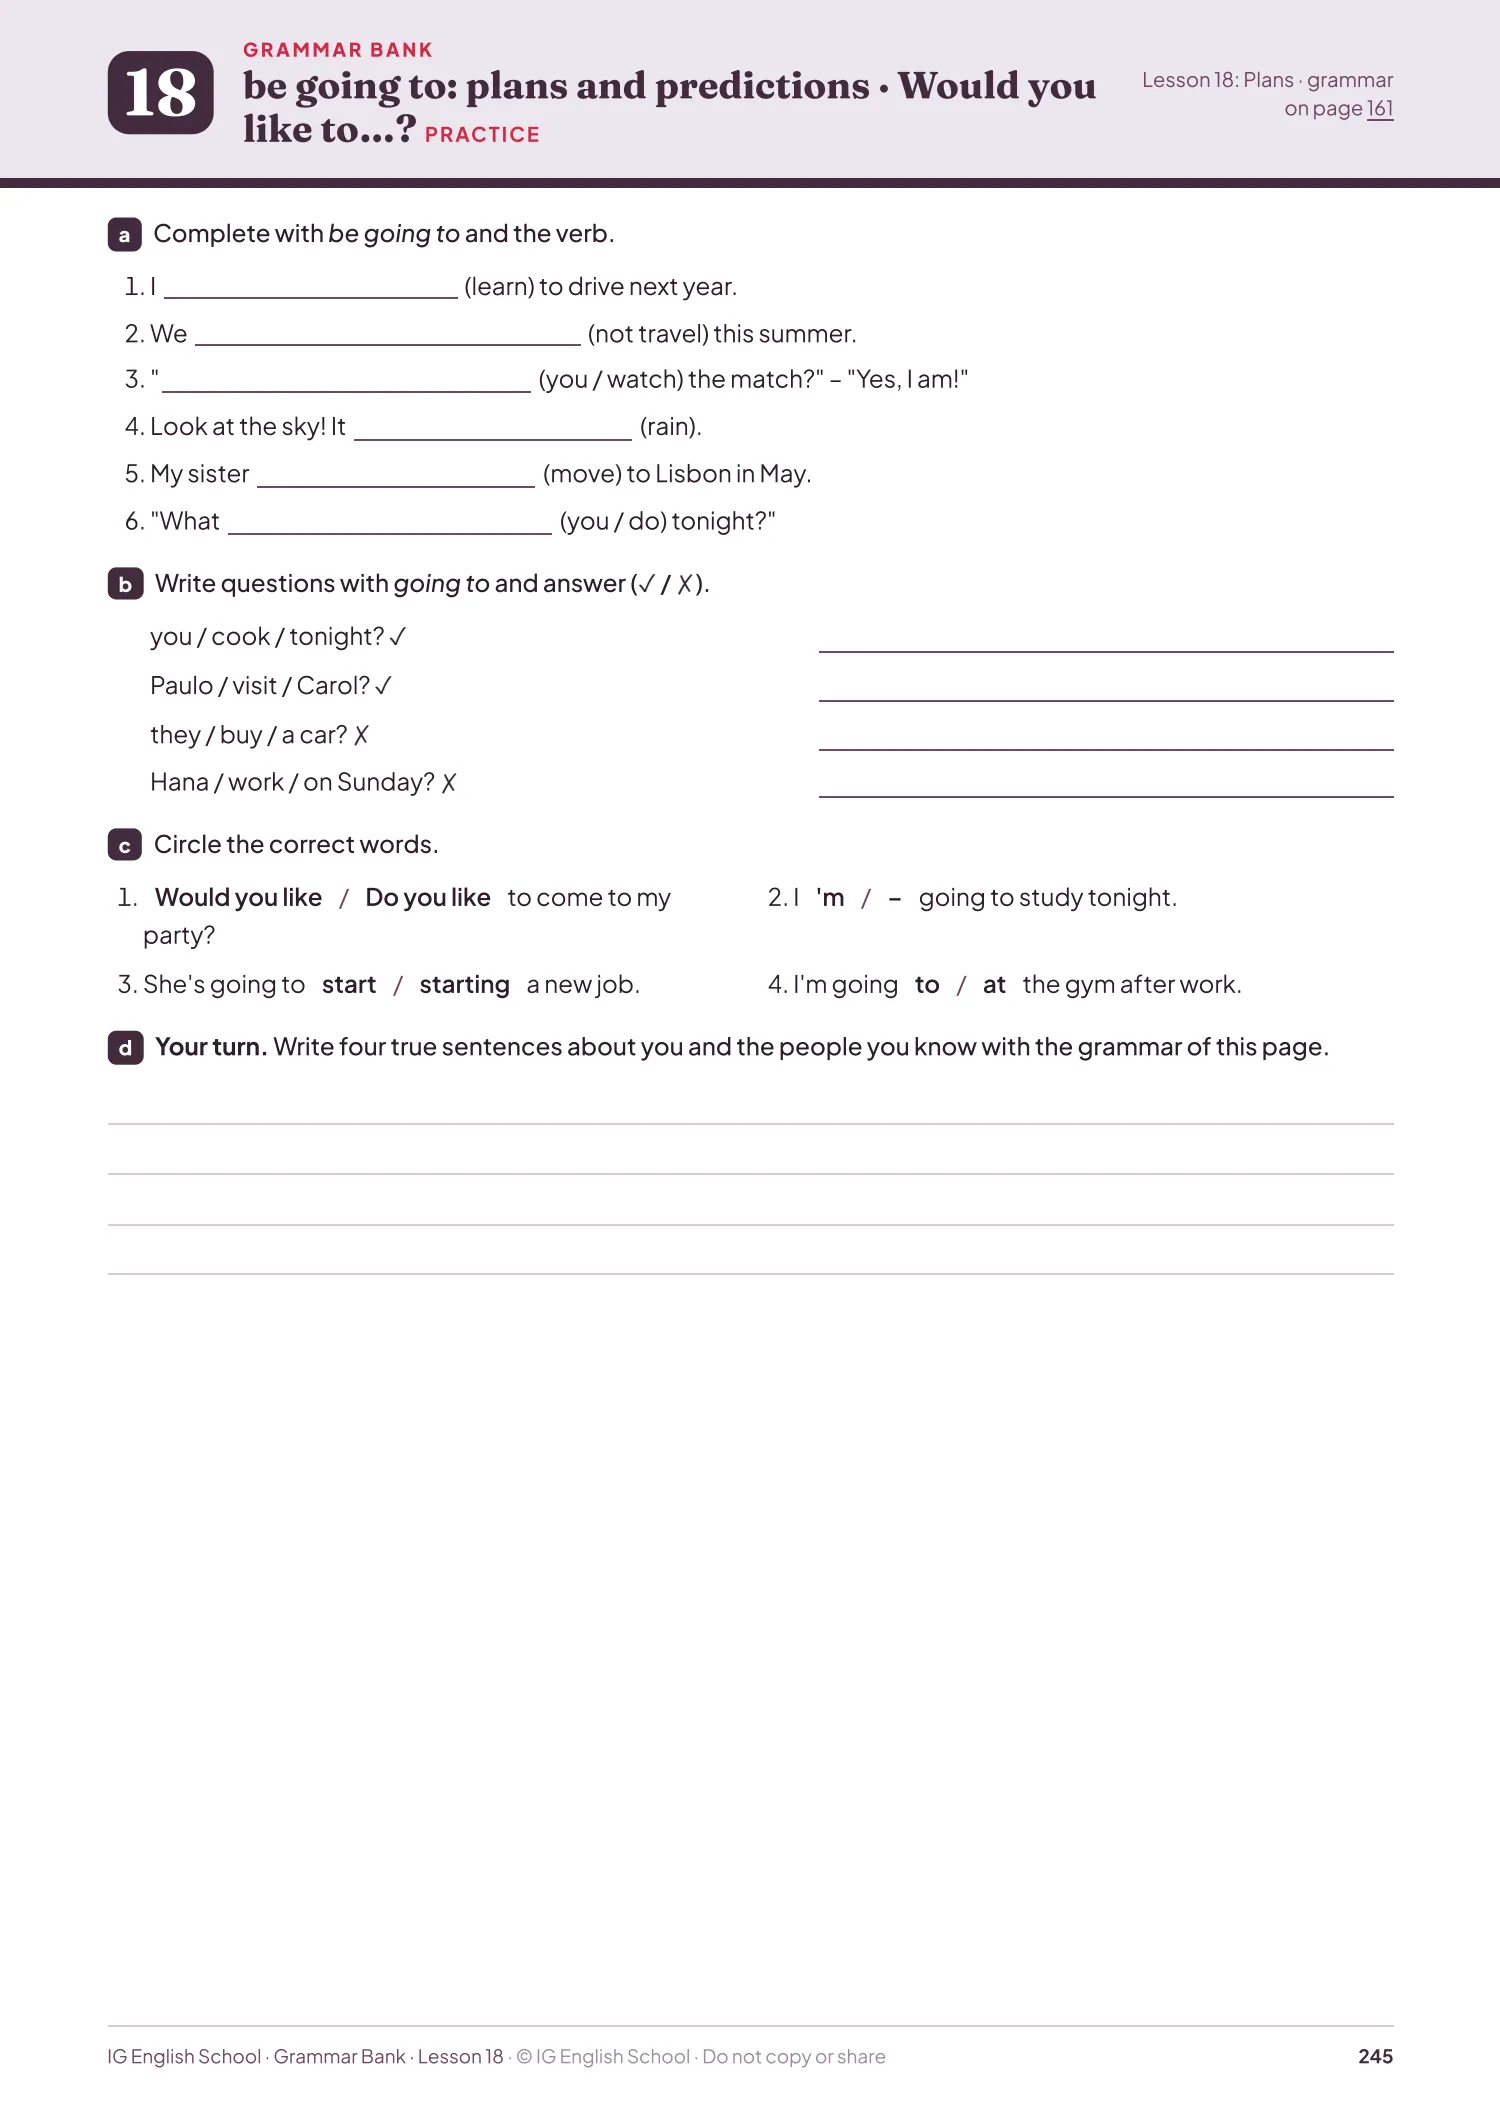 18
GRAMMAR BANK
be going to: plans and predictions · Would you
like to...? PRACTICE
Lesson 18: Plans · grammar
on page 161
a Complete with be going to and the verb.
1. I ____________ (learn) to drive next year.
2. We ____________ (not travel) this summer.
3. "____________ (you / watch) the match?" – "Yes, I am!"
4. Look at the sky! It ____________ (rain).
5. My sister ____________ (move) to Lisbon in May.
6. "What ____________ (you / do) tonight?"
b Write questions with going to and answer (✓ / ✗).
you / cook / tonight? ✓
Paulo / visit / Carol? ✓
they / buy / a car? ✗
Hana / work / on Sunday? ✗
c Circle the correct words.
1. Would you like / Do you like to come to my
party?
2. I 'm / – going to study tonight.
3. She's going to start / starting a new job.
4. I'm going to / at the gym after work.
d Your turn. Write four true sentences about you and the people you know with the grammar of this page.
IG English School · Grammar Bank · Lesson 18 · © IG English School · Do not copy or share
245